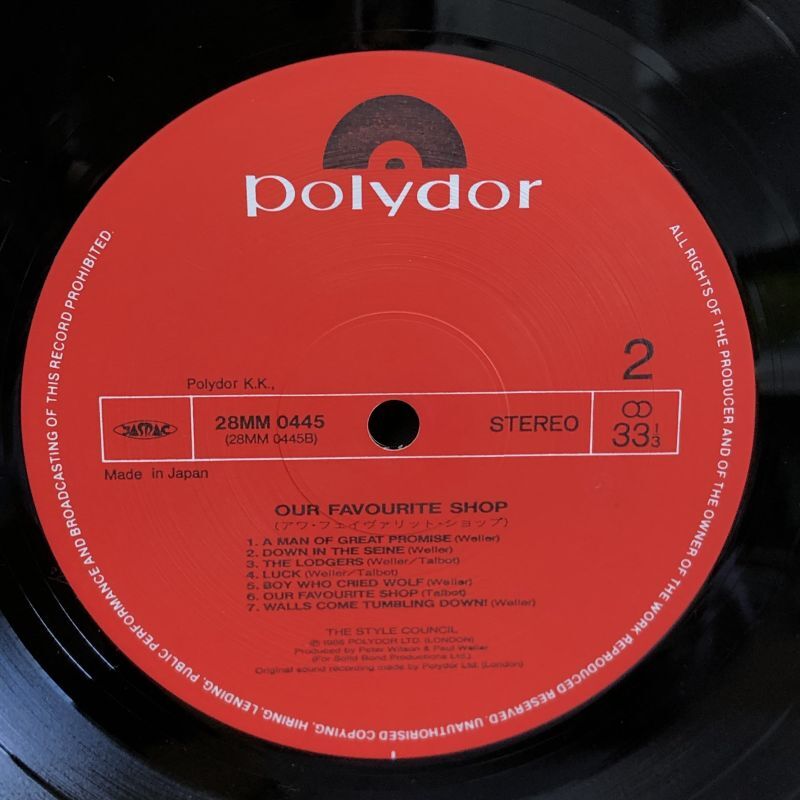 polydor
2
Polydor K.K.,
JASRAC
28MM 0445
(28MM 0445B)
STEREO
33 1/3
Made in Japan
OUR FAVOURITE SHOP
(アワ・フェイヴァリット・ショップ)
1. A MAN OF GREAT PROMISE (Weller)
2. DOWN IN THE SEINE (Weller)
3. THE LODGERS (Weller/Talbot)
4. LUCK (Weller/Talbot)
5. BOY WHO CRIED WOLF (Weller)
6. OUR FAVOURITE SHOP (Talbot)
7. WALLS COME TUMBLING DOWN! (Weller)
THE STYLE COUNCIL
℗ 1985 POLYDOR LTD. (LONDON)
Produced by Peter Wilson & Paul Weller
(For Solid Bond Productions Ltd.)
Original sound recording made by Polydor Ltd. (London)
ALL RIGHTS OF THE PRODUCER AND OF THE OWNER OF THE WORK REPRODUCED RESERVED. UNAUTHORISED COPYING, HIRING, LENDING, PUBLIC PERFORMANCE AND BROADCASTING OF THIS RECORD PROHIBITED.